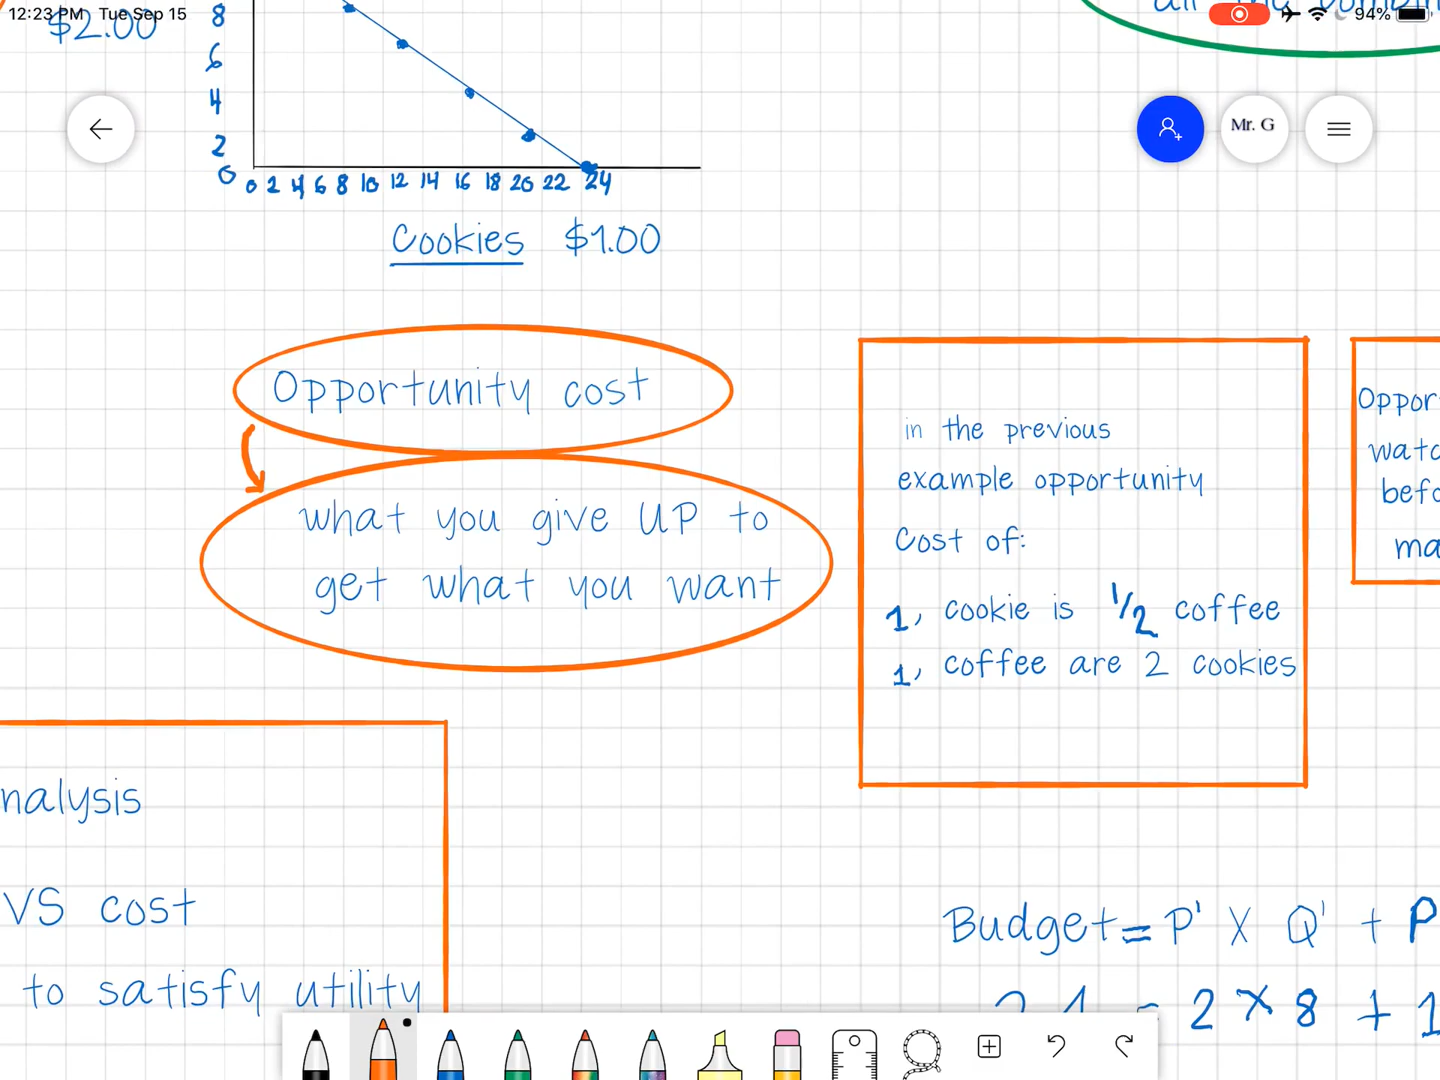 12:23 PM Tue Sep 15
94%
$2.00
8
6
4
2
0
0 2 4 6 8 10 12 14 16 18 20 22 24
Cookies $1.00
Mr. G
Opportunity cost
what you give UP to
get what you want
in the previous
example opportunity
Cost of:
1, cookie is 1/2 coffee
1, coffee are 2 cookies
nalysis
VS cost
to satisfy utility
Budget = P' X Q' + P
2 x 8 + 1